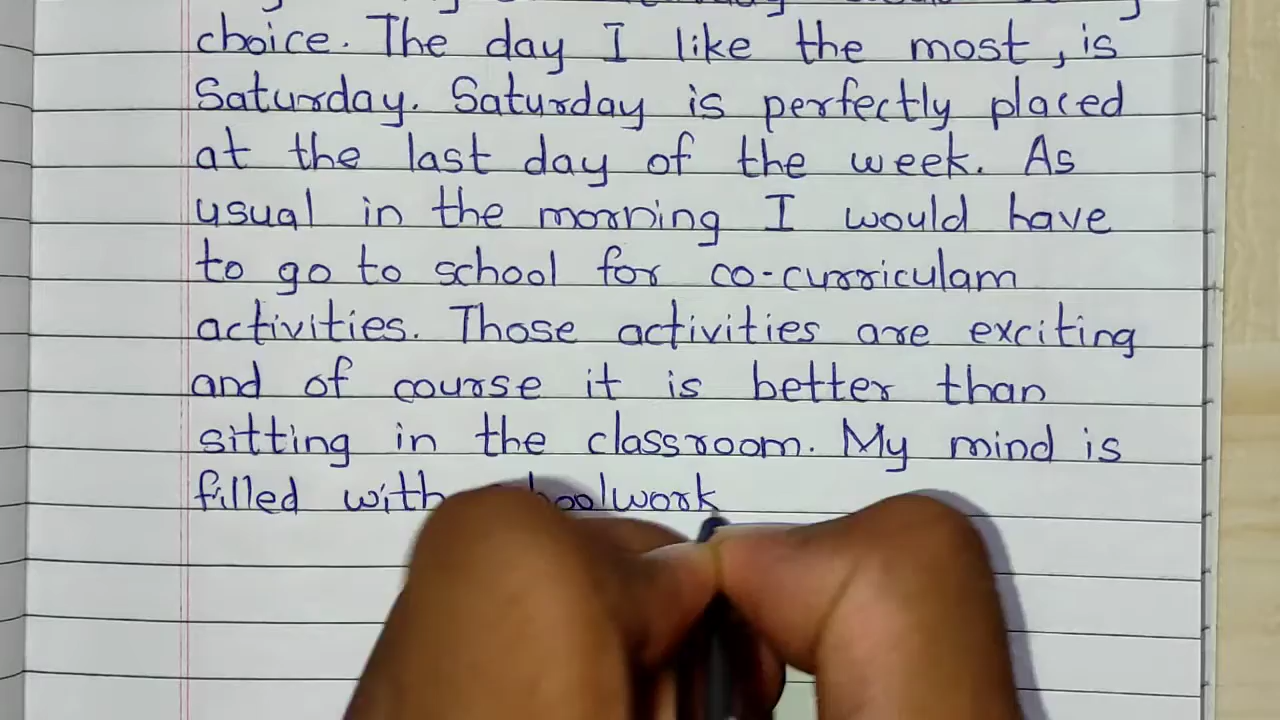 choice. The day I like the most, is
Saturday. Saturday is perfectly placed
at the last day of the week. As
usual in the morning I would have
to go to school for co-curriculam
activities. Those activities are exciting
and of course it is better than
sitting in the classroom. My mind is
filled with schoolwork